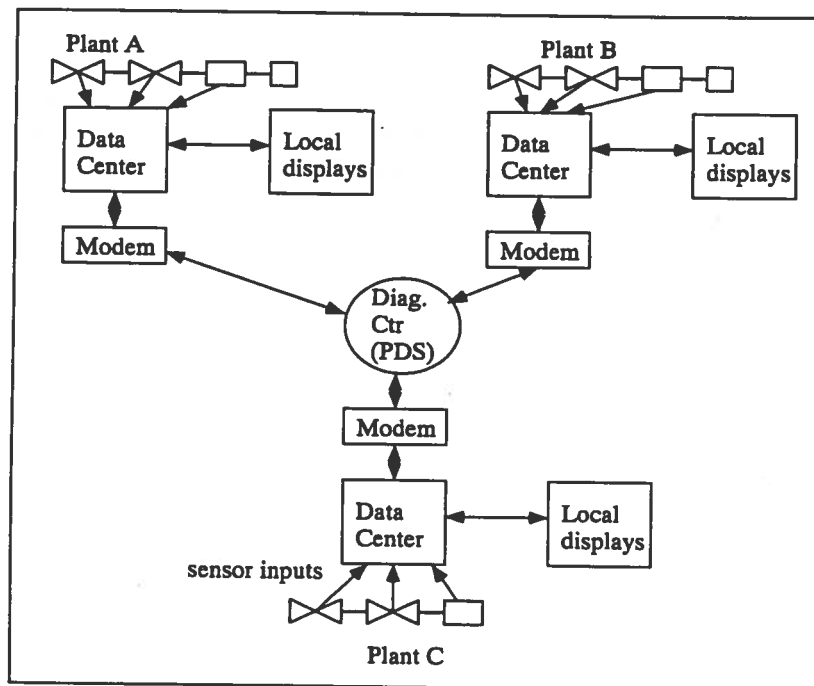 Plant A
Plant B
Data
Center
Local
displays
Data
Center
Local
displays
Modem
Modem
Diag.
Ctr
(PDS)
Modem
Data
Center
Local
displays
sensor inputs
Plant C